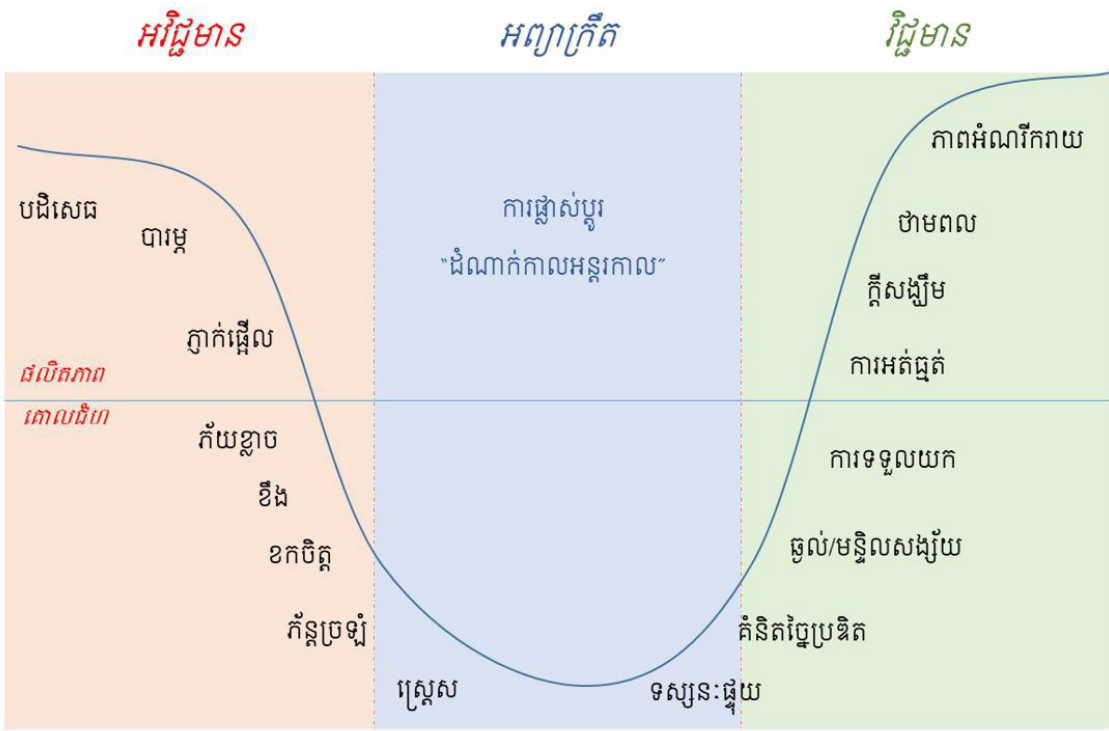 អវិជ្ជមាន
អព្យាក្រឹត
វិជ្ជមាន
បដិសេធ
បារម្ភ
ភ្ញាក់ផ្អើល
ផលិតភាព
គោលដំហ
ភ័យខ្លាច
ខឹង
ខកចិត្ត
ភ័ន្តច្រឡំ
ការផ្លាស់ប្តូរ
“ដំណាក់កាលអន្តរកាល”
ស្ត្រេស
ទស្សនៈផ្ទុយ
ភាពអំណរីករាយ
ថាមពល
ក្តីសង្ឃឹម
ការអត់ធ្មត់
ការទទួលយក
ឆ្ងល់/មន្ទិលសង្ស័យ
គំនិតច្នៃប្រឌិត